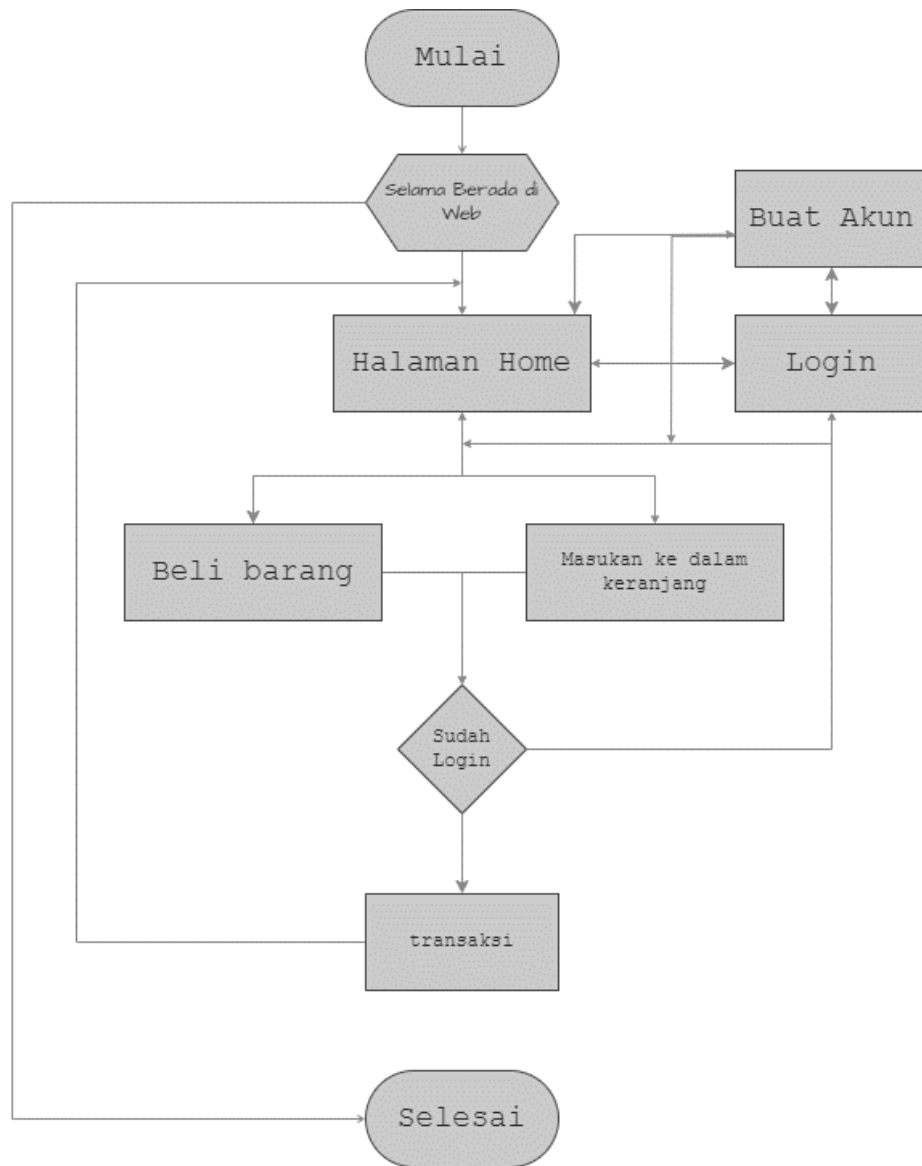 Mulai
Selama Berada di
Web
Buat Akun
Halaman Home
Login
Beli barang
Masukan ke dalam
keranjang
Sudah
Login
transaksi
Selesai